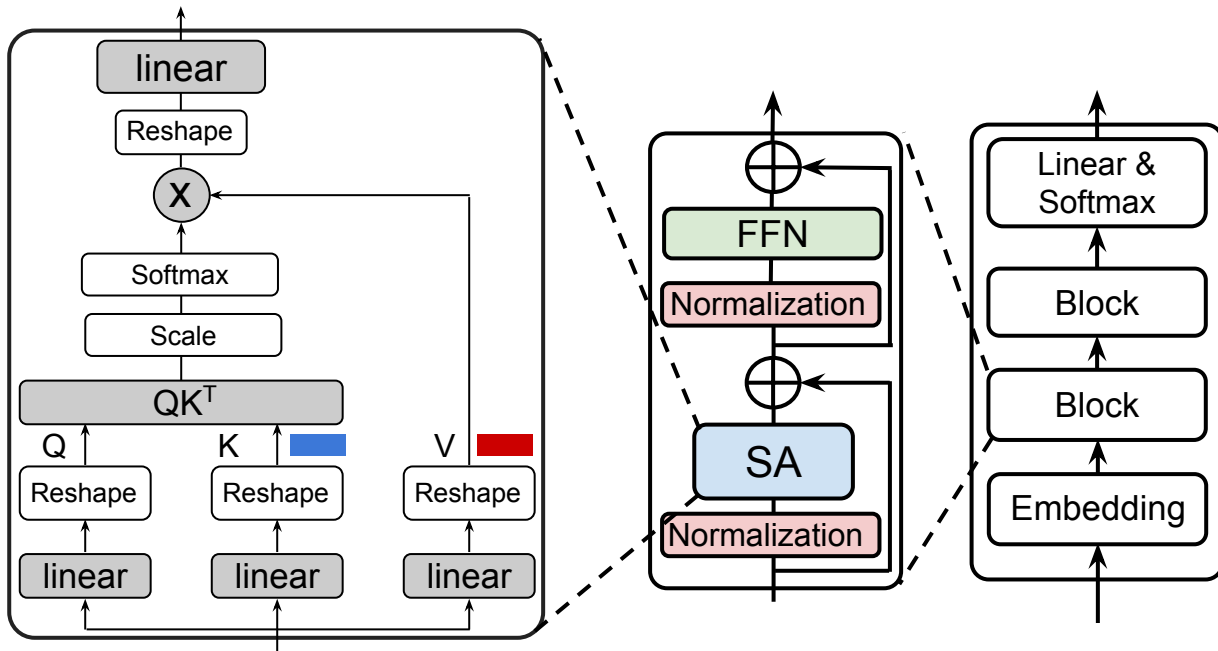 linear
Reshape
X
Softmax
Scale
QK^T
Q K V
Reshape Reshape Reshape
linear linear linear
FFN
Normalization
SA
Normalization
Linear &
Softmax
Block
Block
Embedding